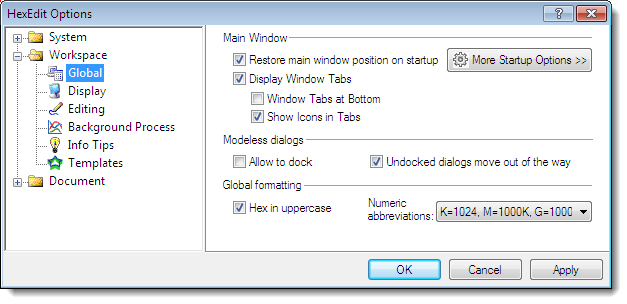 HexEdit Options
System
Workspace
Global
Display
Editing
Background Process
Info Tips
Templates
Document
Main Window
Restore main window position on startup
More Startup Options >>
Display Window Tabs
Window Tabs at Bottom
Show Icons in Tabs
Modeless dialogs
Allow to dock
Undocked dialogs move out of the way
Global formatting
Hex in uppercase
Numeric
abbreviations:
K=1024, M=1000K, G=1000
OK
Cancel
Apply